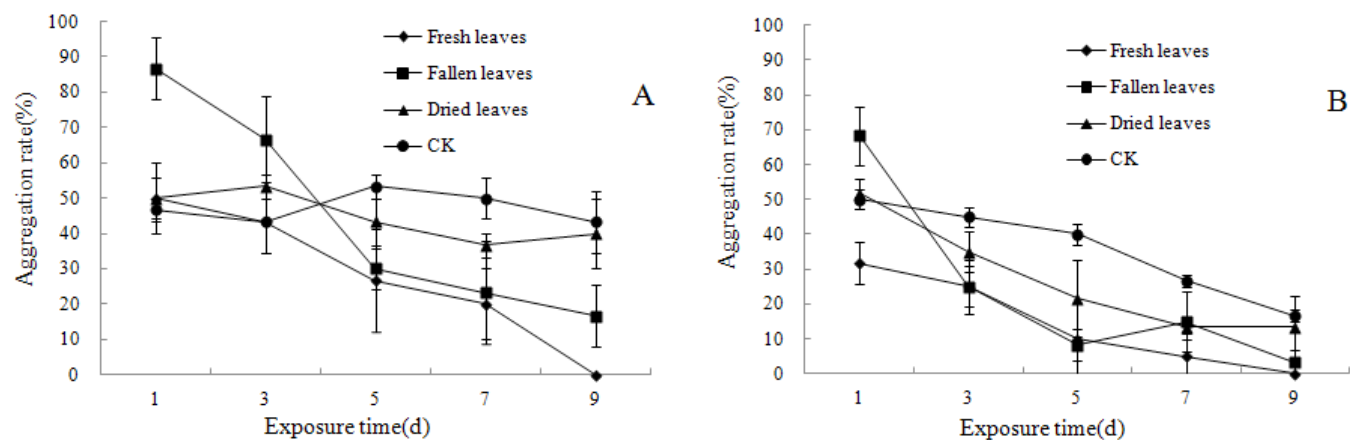 100
90
80
70
60
50
40
30
20
10
0
Aggregation rate(%)
1 3 5 7 9
Exposure time(d)
Fresh leaves
Fallen leaves
Dried leaves
CK
A
100
90
80
70
60
50
40
30
20
10
0
Aggregation rate(%)
1 3 5 7 9
Exposure time(d)
Fresh leaves
Fallen leaves
Dried leaves
CK
B